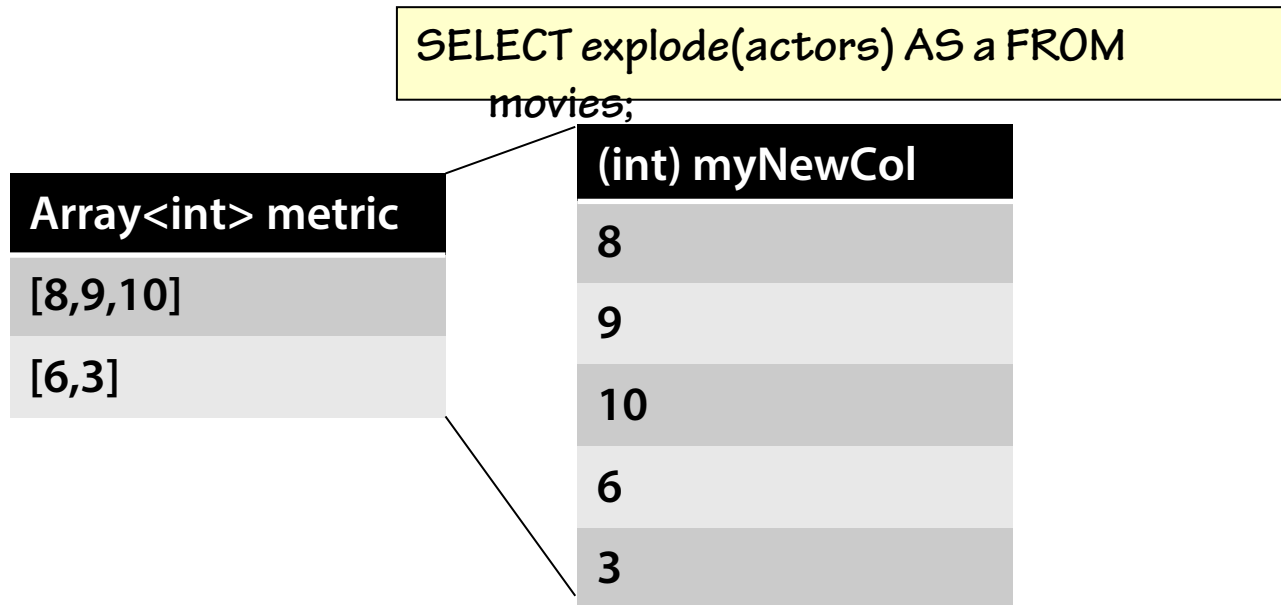 SELECT explode(actors) AS a FROM
movies;
Array<int> metric
[8,9,10]
[6,3]
(int) myNewCol
8
9
10
6
3